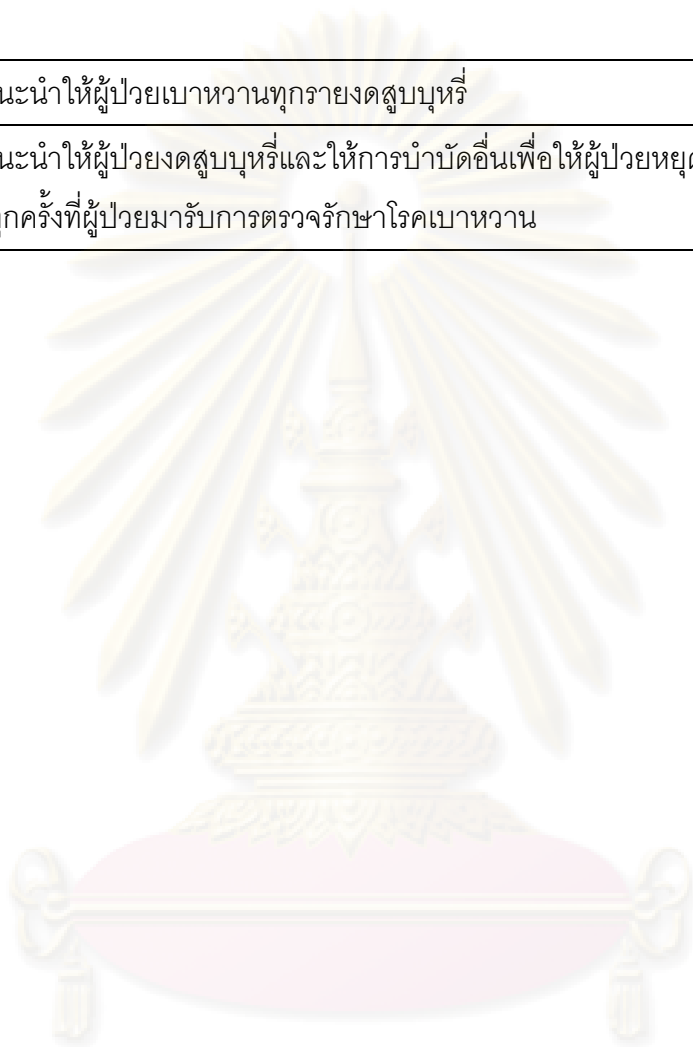 นะนำให้ผู้ป่วยเบาหวานทุกรายงดสูบบุหรี่
นะนำให้ผู้ป่วยงดสูบบุหรี่และให้การบำบัดอื่นเพื่อให้ผู้ป่วยหยุด
ุกครั้งที่ผู้ป่วยมารับการตรวจรักษาโรคเบาหวาน